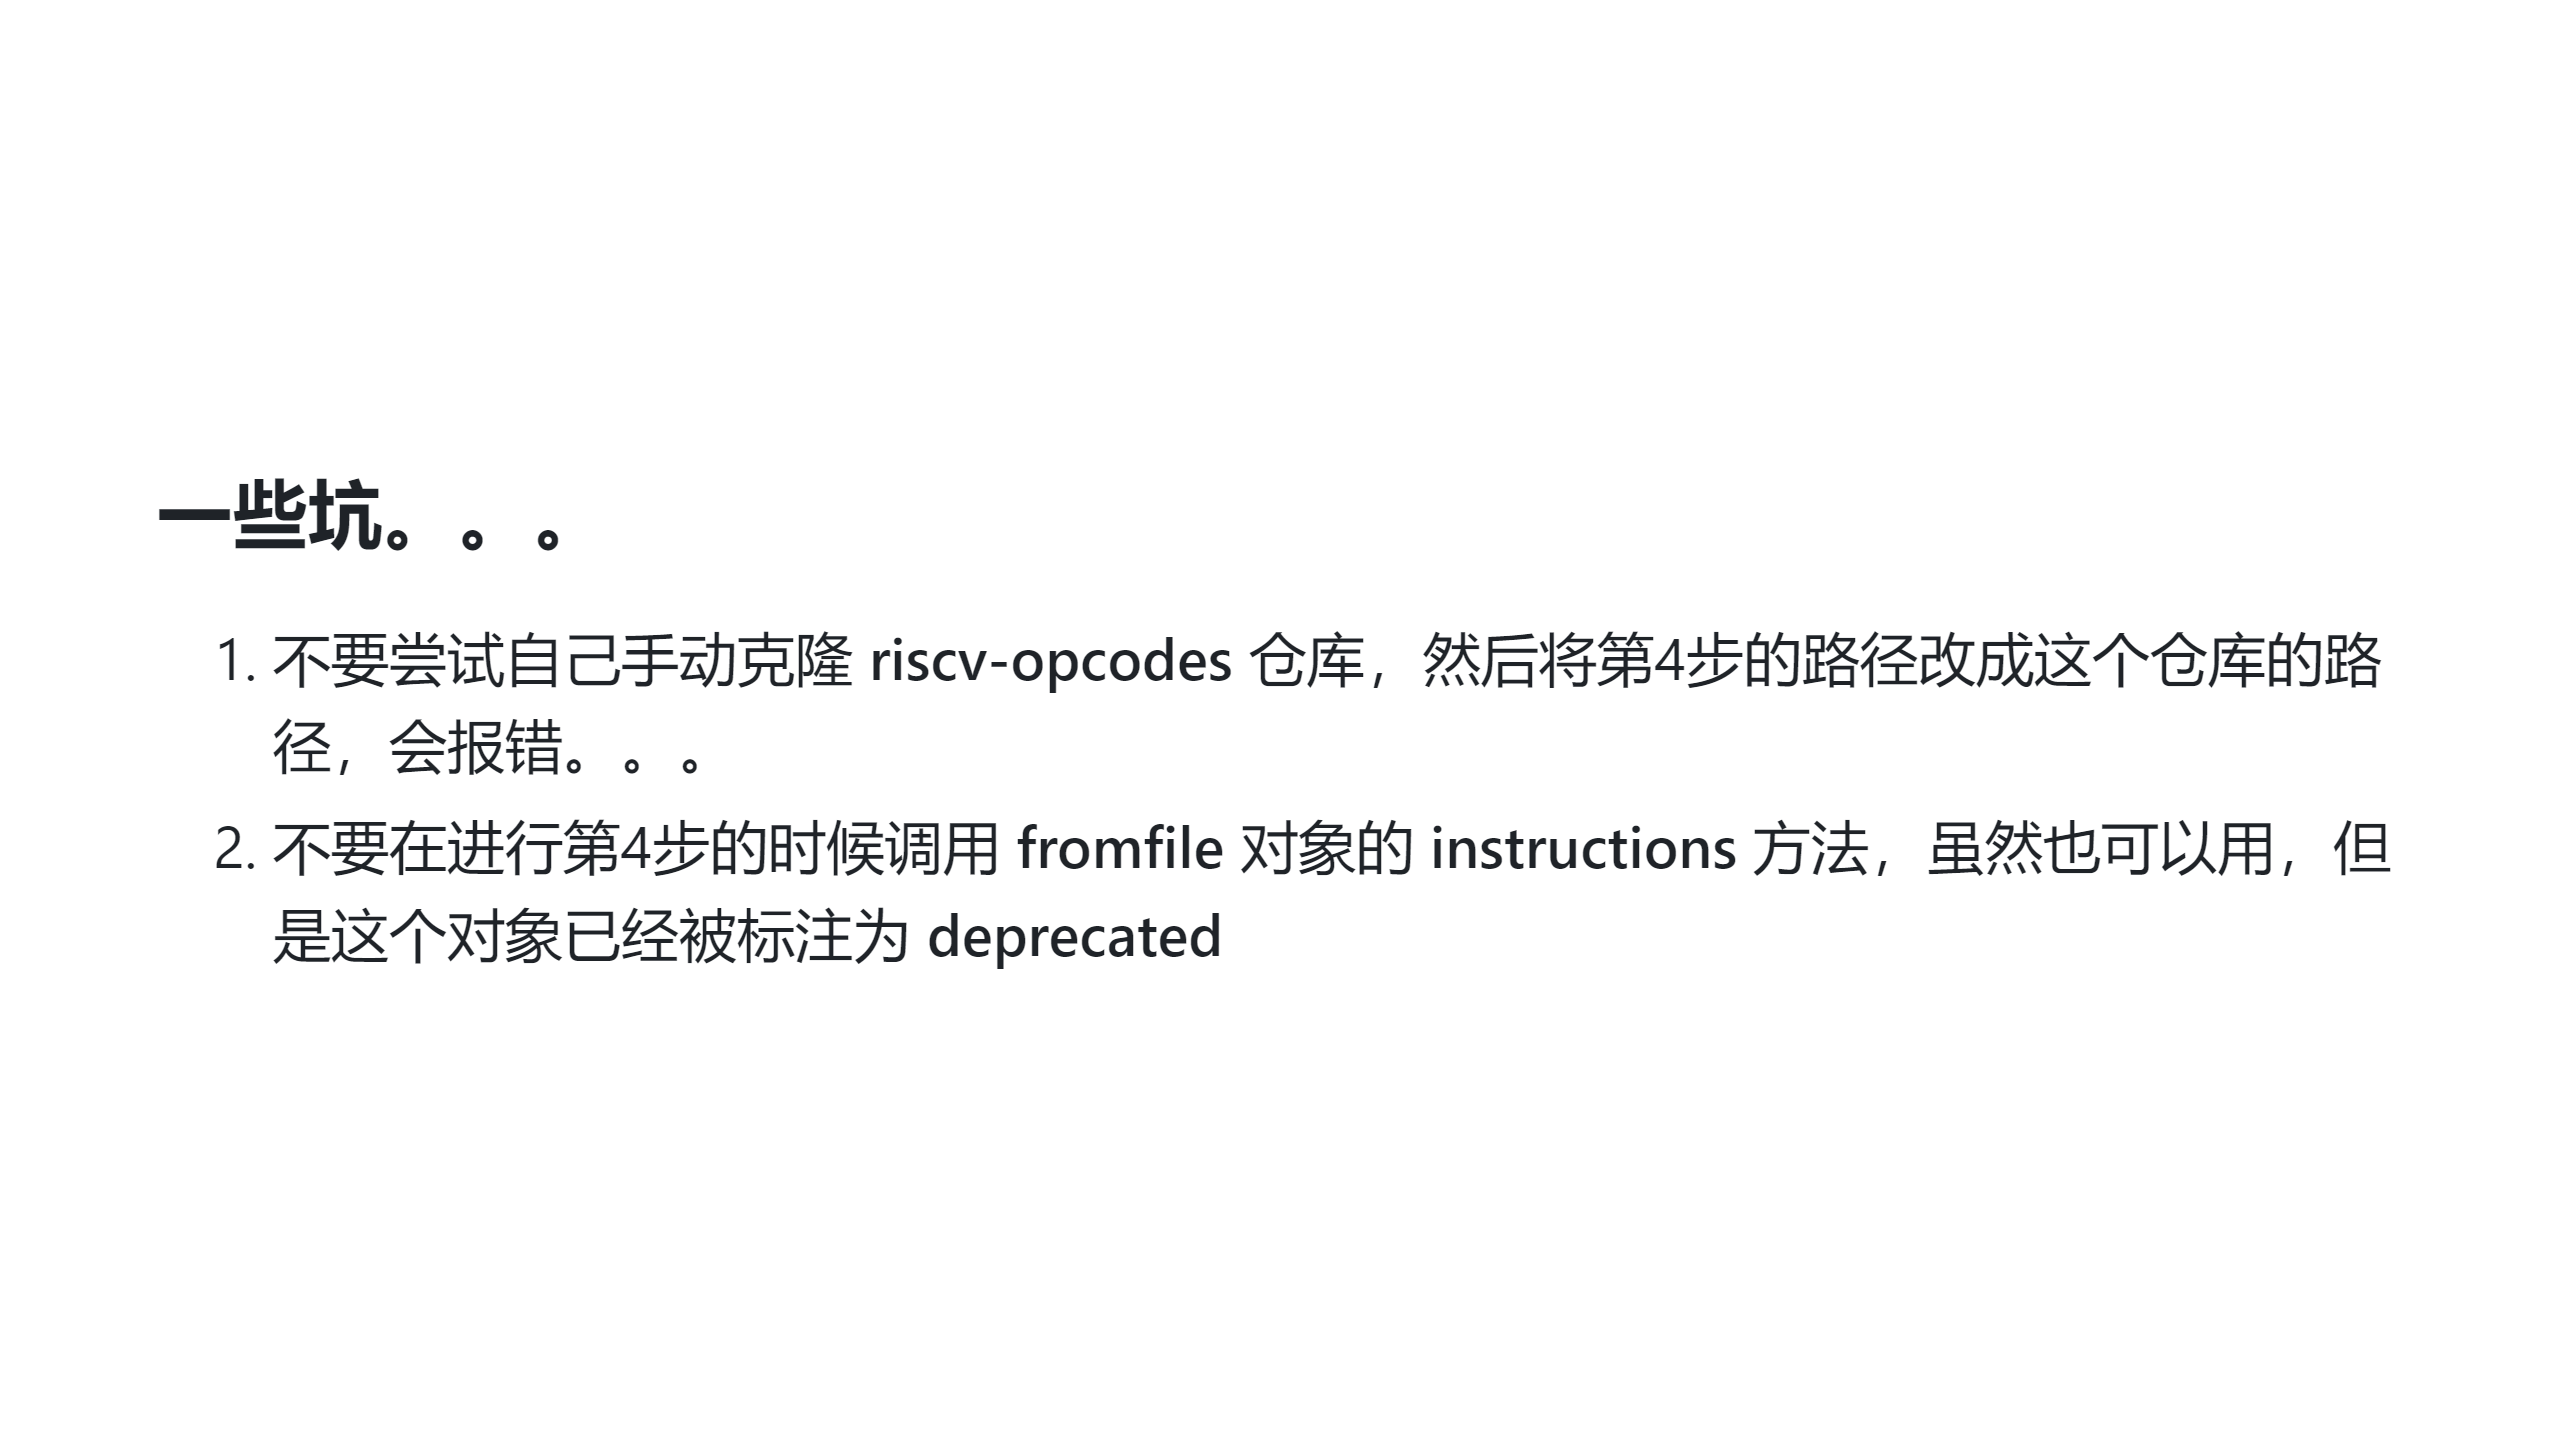 一些坑。。。
1. 不要尝试自己手动克隆 riscv-opcodes 仓库，然后将第4步的路径改成这个仓库的路
径，会报错。。。
2. 不要在进行第4步的时候调用 fromfile 对象的 instructions 方法，虽然也可以用，但
是这个对象已经被标注为 deprecated